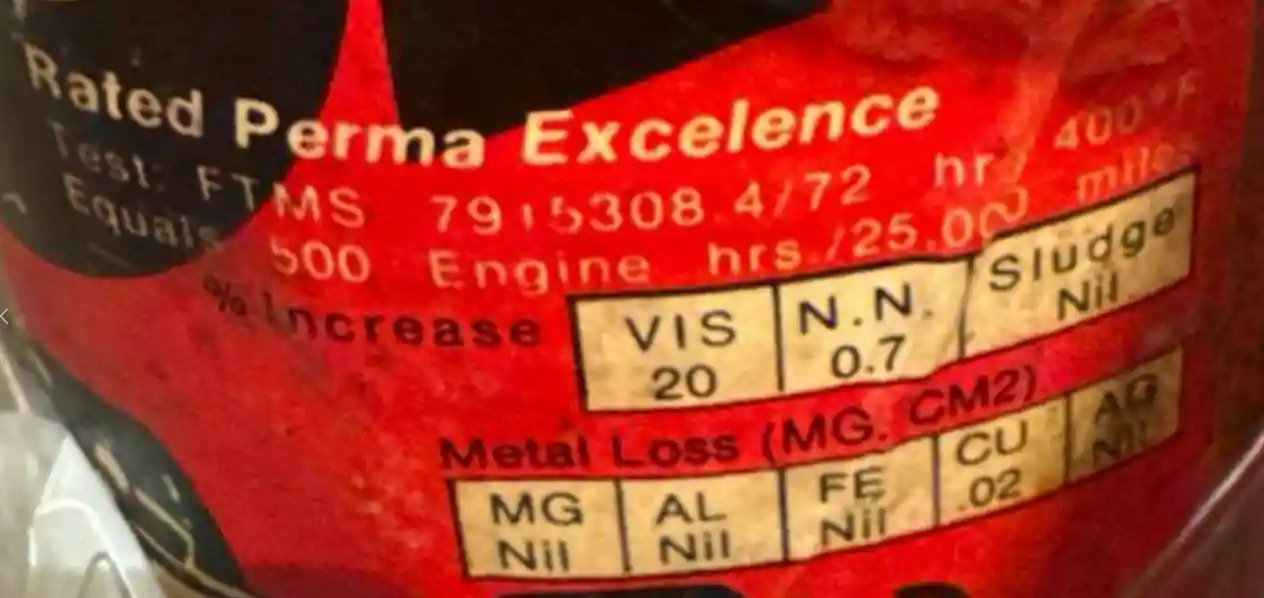 Rated Perma Excelence
Test: FTMS 7915308.4/72 hr/ 400°F
Equals 500 Engine hrs./25,000 miles
% Increase
VIS N.N. Sludge
20 0.7 Nil
Metal Loss (MG. CM2)
MG AL FE CU AG
Nil Nil Nil .02 Nil